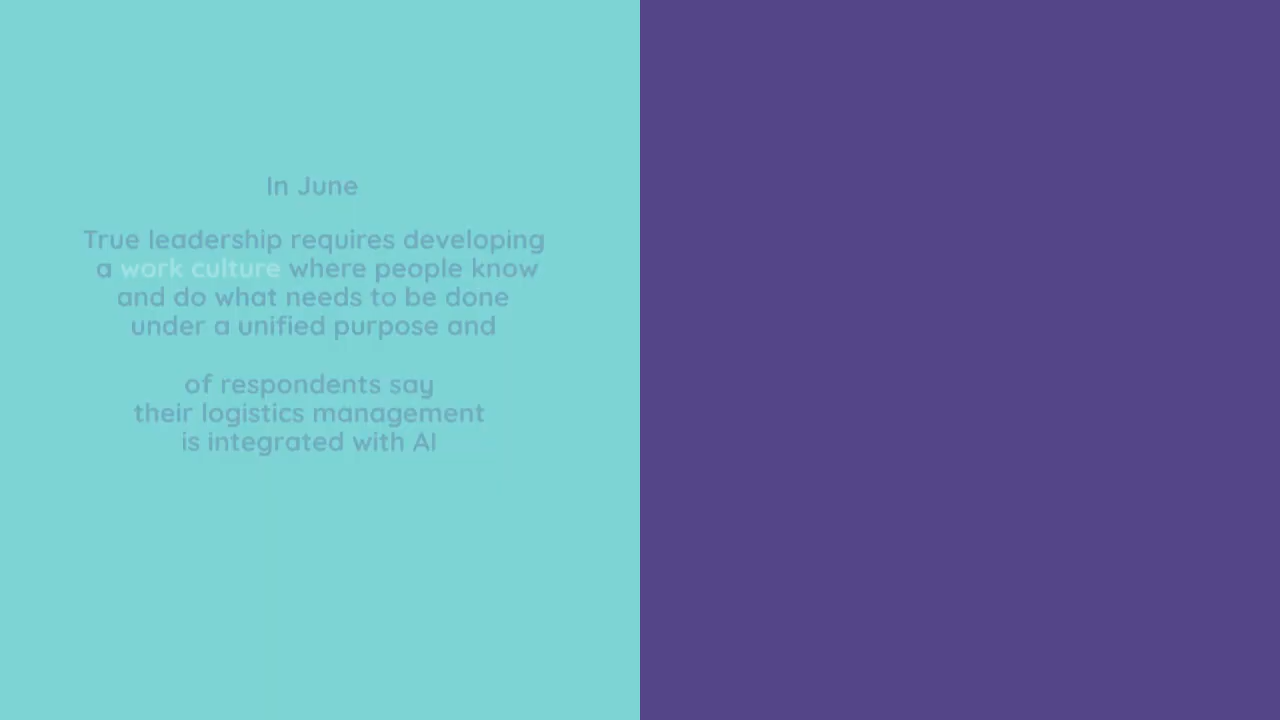 In June
True leadership requires developing
a work culture where people know
and do what needs to be done
under a unified purpose and
of respondents say
their logistics management
is integrated with AI